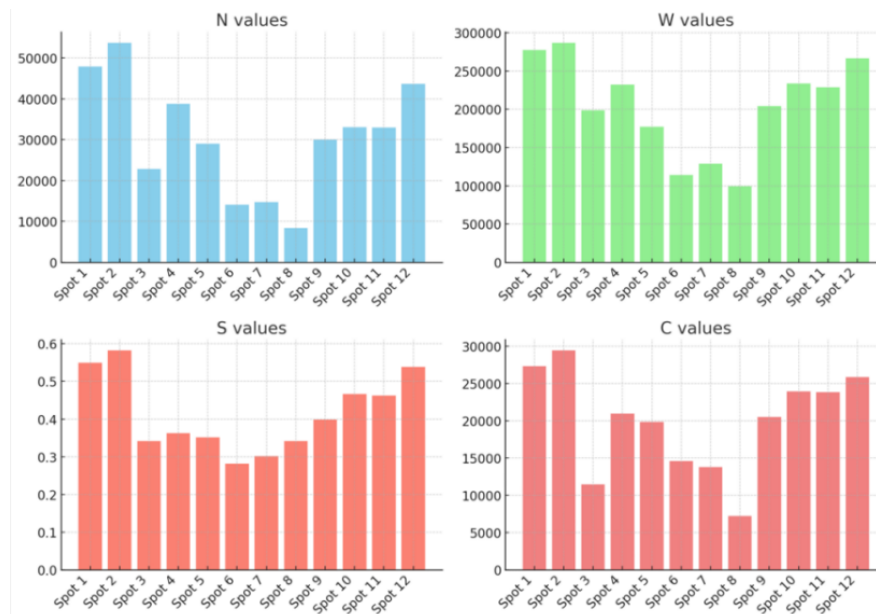 N values
50000
40000
30000
20000
10000
0
Spot 1
Spot 2
Spot 3
Spot 4
Spot 5
Spot 6
Spot 7
Spot 8
Spot 9
Spot 10
Spot 11
Spot 12
W values
300000
250000
200000
150000
100000
50000
0
Spot 1
Spot 2
Spot 3
Spot 4
Spot 5
Spot 6
Spot 7
Spot 8
Spot 9
Spot 10
Spot 11
Spot 12
S values
0.6
0.5
0.4
0.3
0.2
0.1
0.0
Spot 1
Spot 2
Spot 3
Spot 4
Spot 5
Spot 6
Spot 7
Spot 8
Spot 9
Spot 10
Spot 11
Spot 12
C values
30000
25000
20000
15000
10000
5000
0
Spot 1
Spot 2
Spot 3
Spot 4
Spot 5
Spot 6
Spot 7
Spot 8
Spot 9
Spot 10
Spot 11
Spot 12